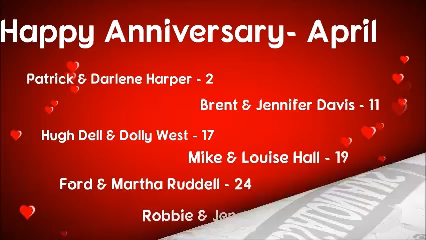 Happy Anniversary- April
Patrick & Darlene Harper - 2
Brent & Jennifer Davis - 11
Hugh Dell & Dolly West - 17
Mike & Louise Hall - 19
Ford & Martha Ruddell - 24
Robbie &